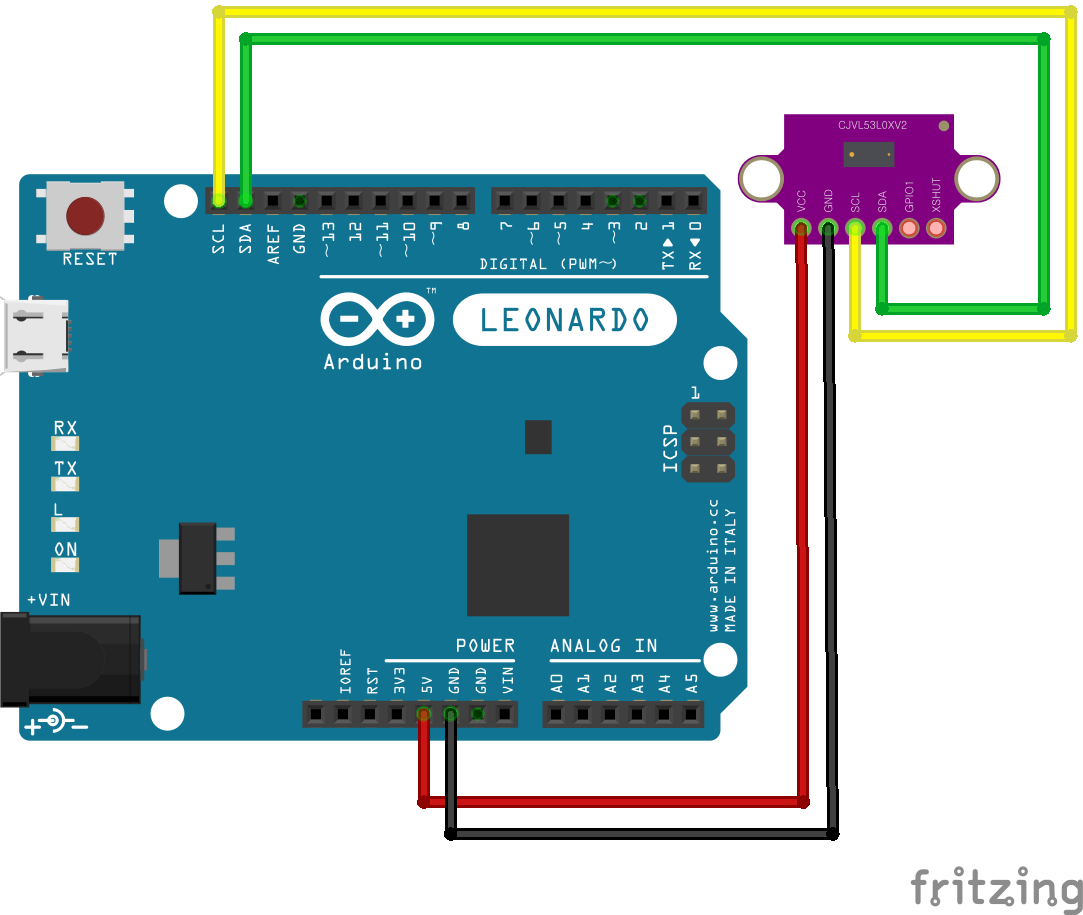 CJVL53L0XV2
VCC
GND
SCL
SDA
GPIO1
XSHUT
RESET
SCL
SDA
AREF
GND
~13
12
~11
~10
~9
8
7
~6
~5
4
~3
2
TX▶1
RX◀0
DIGITAL (PWM~)
TM
LEONARDO
Arduino
1
ICSP
RX
TX
L
ON
+VIN
www.arduino.cc
MADE IN ITALY
POWER
ANALOG IN
IOREF
RST
3V3
5V
GND
GND
VIN
A0
A1
A2
A3
A4
A5
fritzing